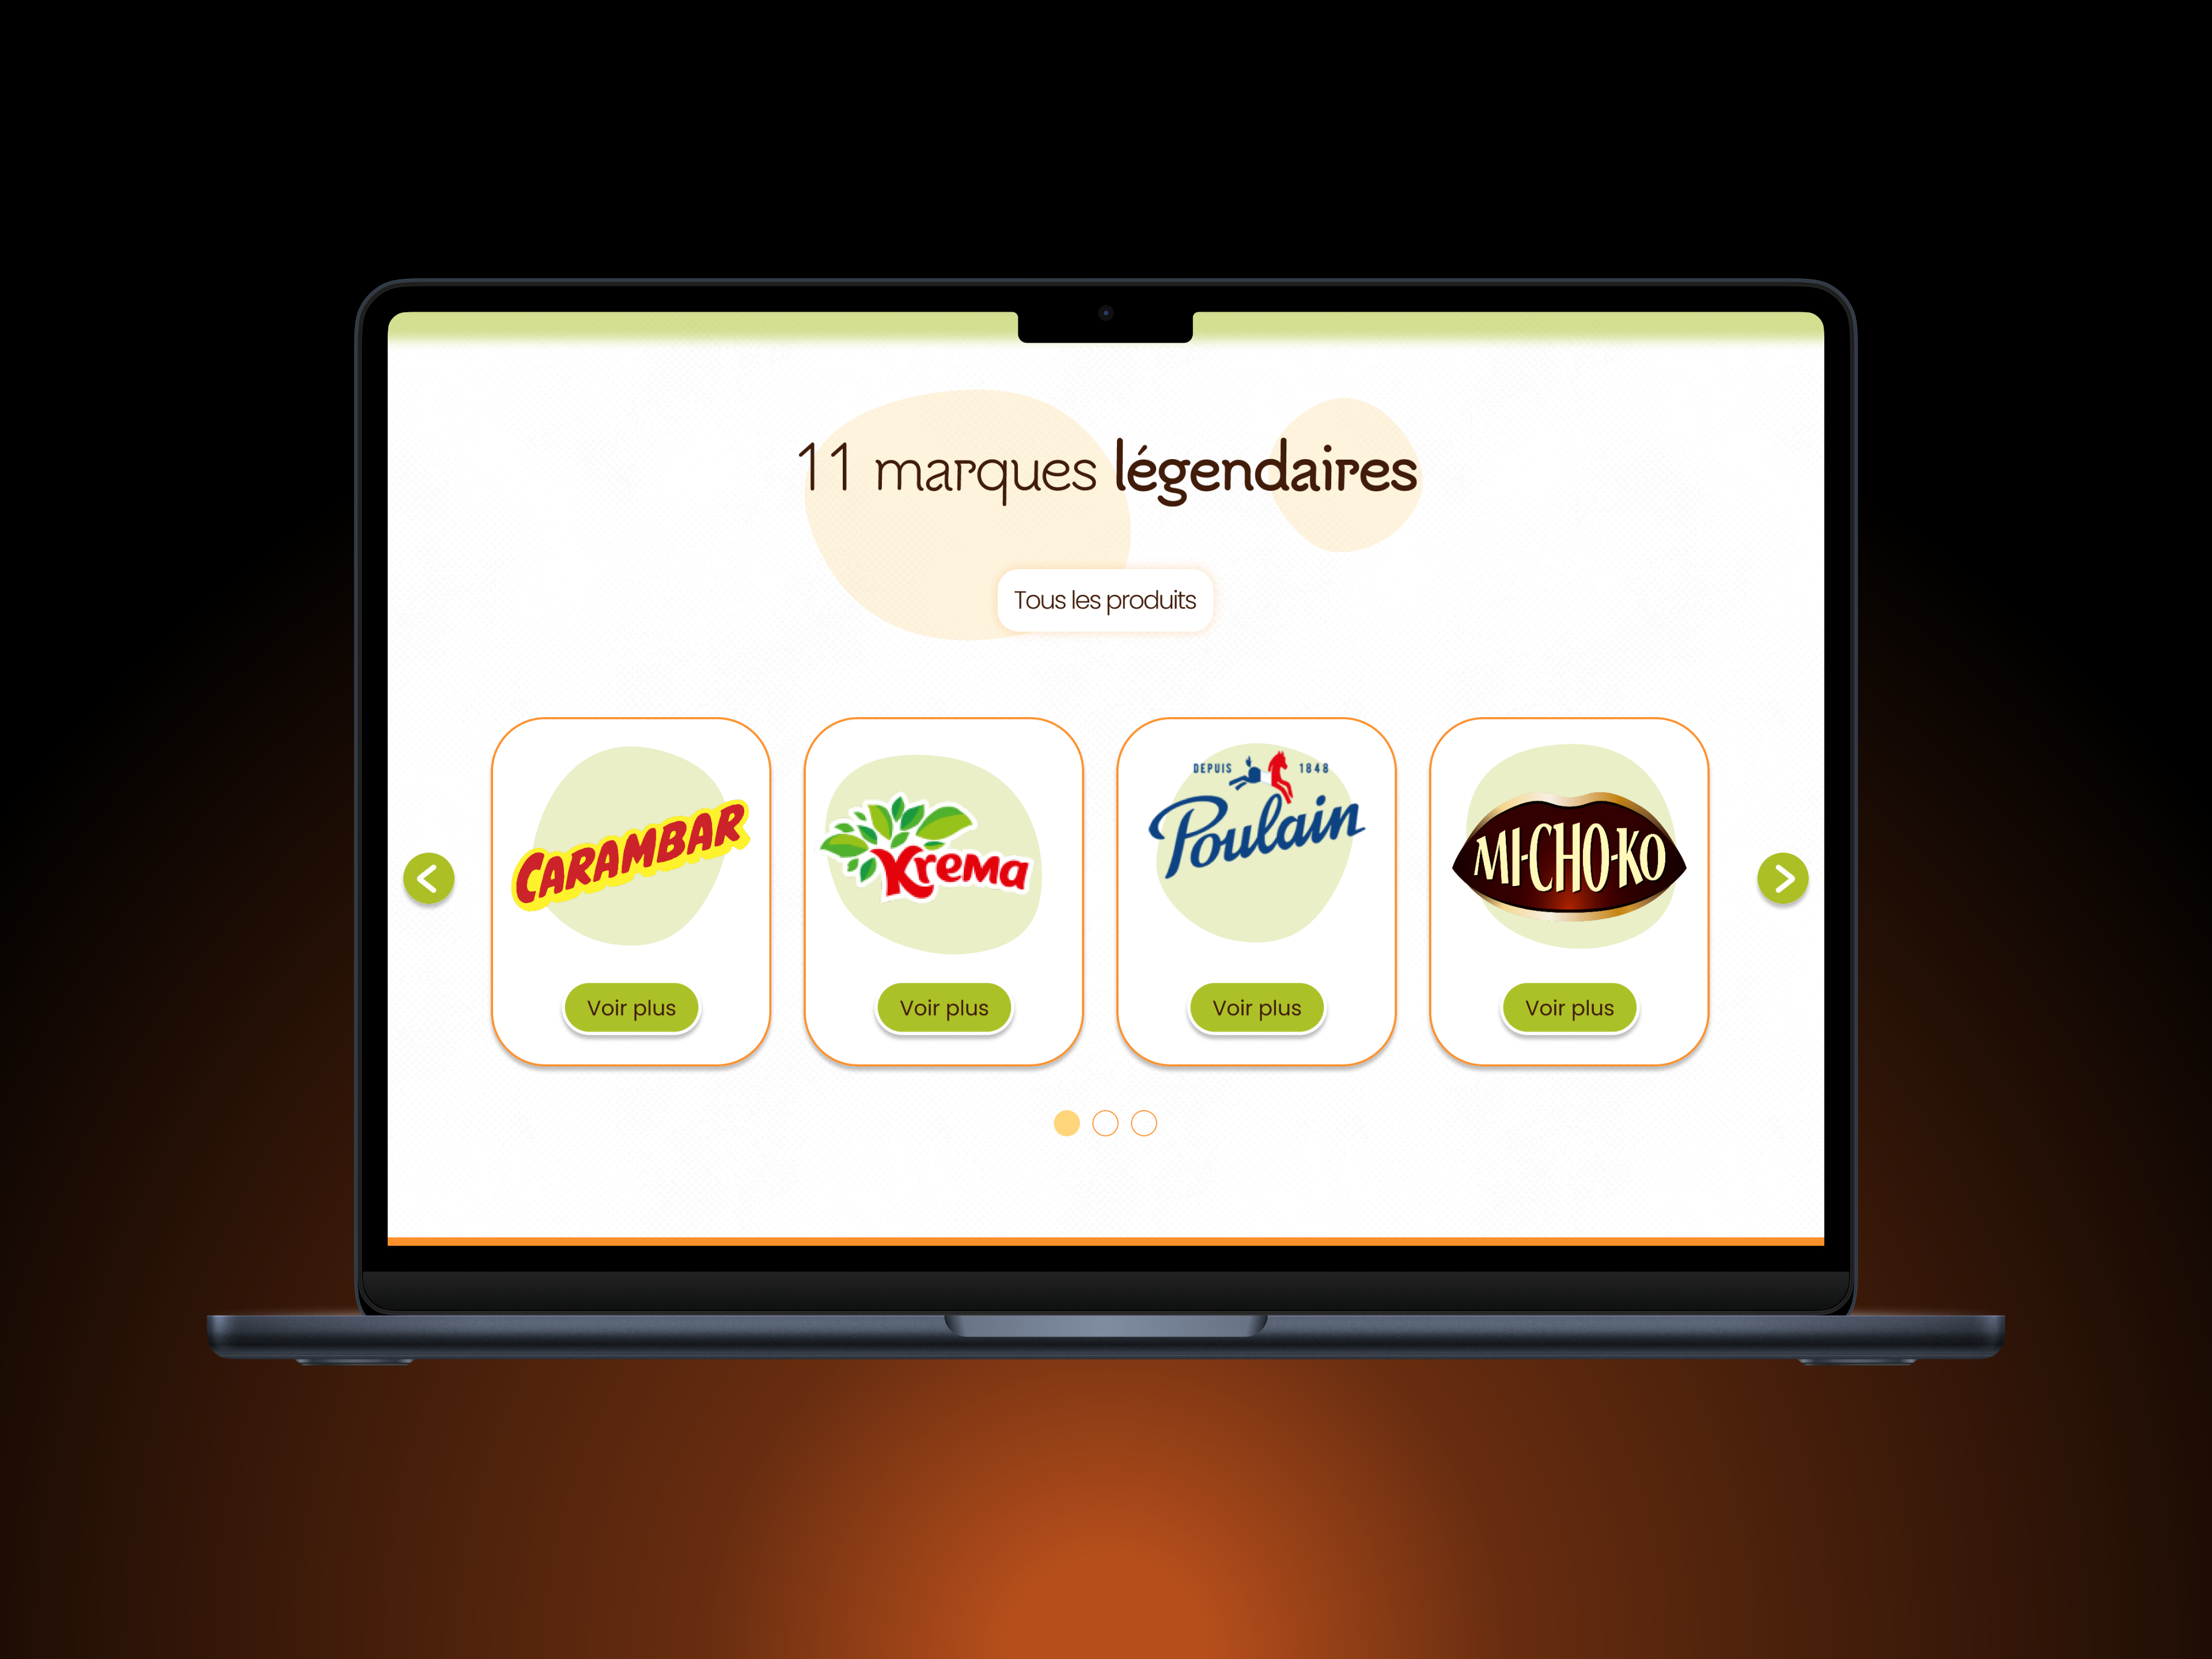 11 marques légendaires
Tous les produits
CARAMBAR
Krema
DEPUIS 1848
Poulain
MI-CHO-KO
Voir plus
Voir plus
Voir plus
Voir plus